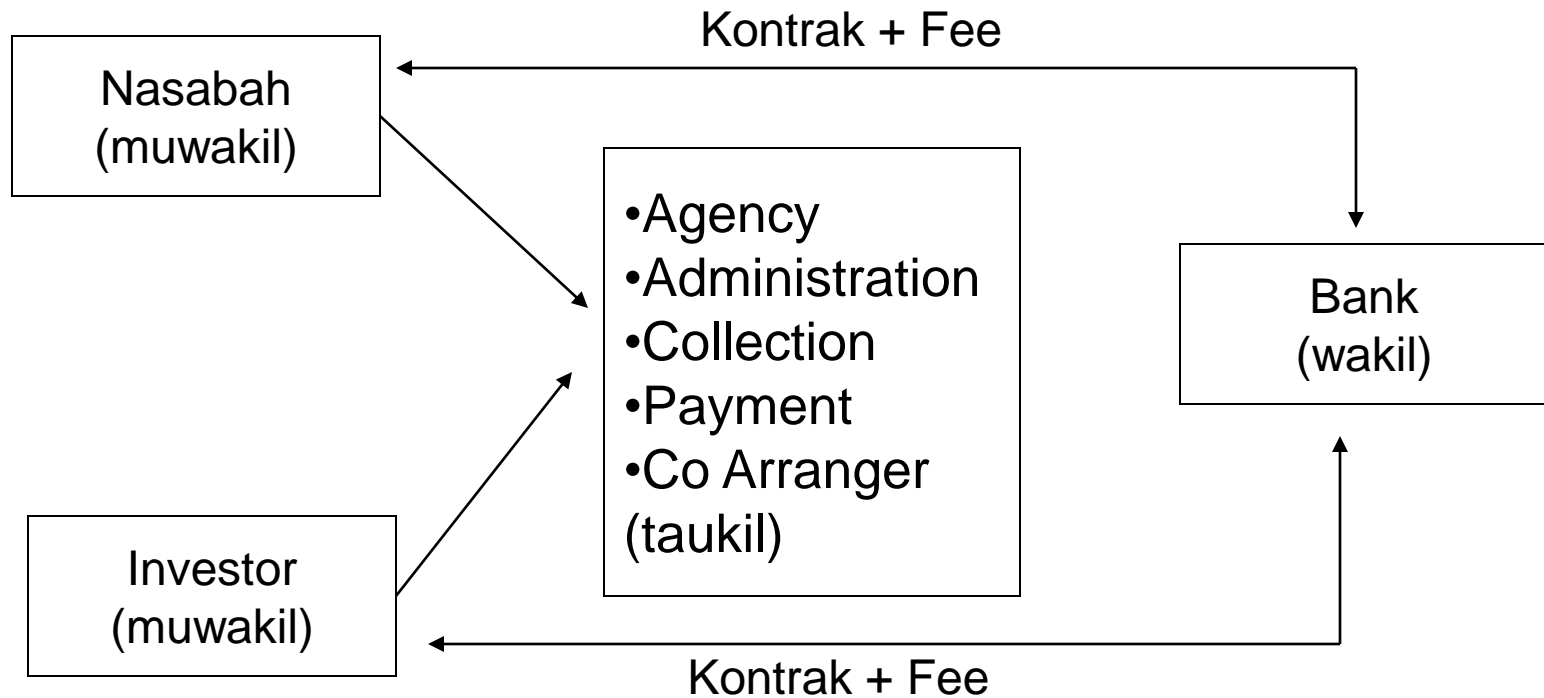 Kontrak + Fee
Nasabah
(muwakil)
•Agency
•Administration
•Collection
•Payment
•Co Arranger
(taukil)
Bank
(wakil)
Investor
(muwakil)
Kontrak + Fee